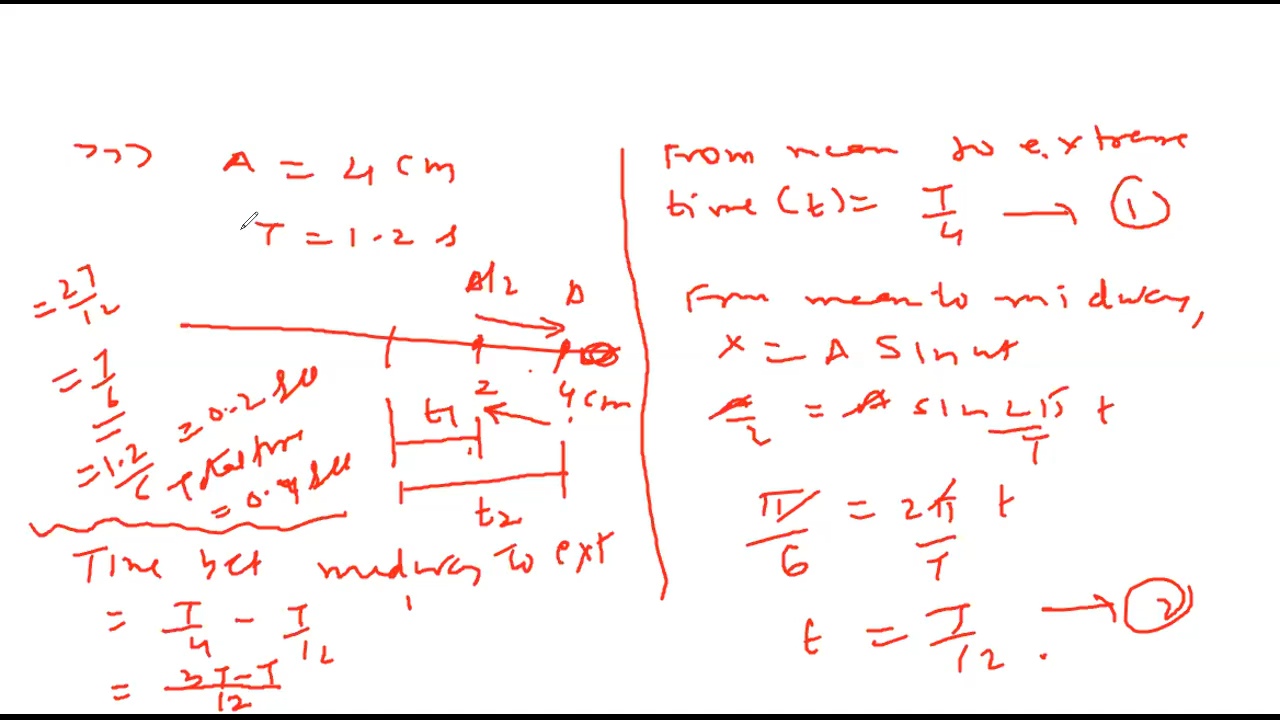 >>> A = 4 cm
T = 1.2 s
A/2 A
2 4 cm
t1
t2
Time bet midway to ext
= T/4 - T/12
= 3T-T/12
= 2T/12
= T/6
=
= 1.2/6 = 0.2 sec
Total time
= 0.4 sec
From mean to extreme
time (t) = T/4 → 1
From mean to midway,
x = A sin wt
A/2 = A sin 2π/T t
π/6 = 2π/T t
t = T/12 . → 2